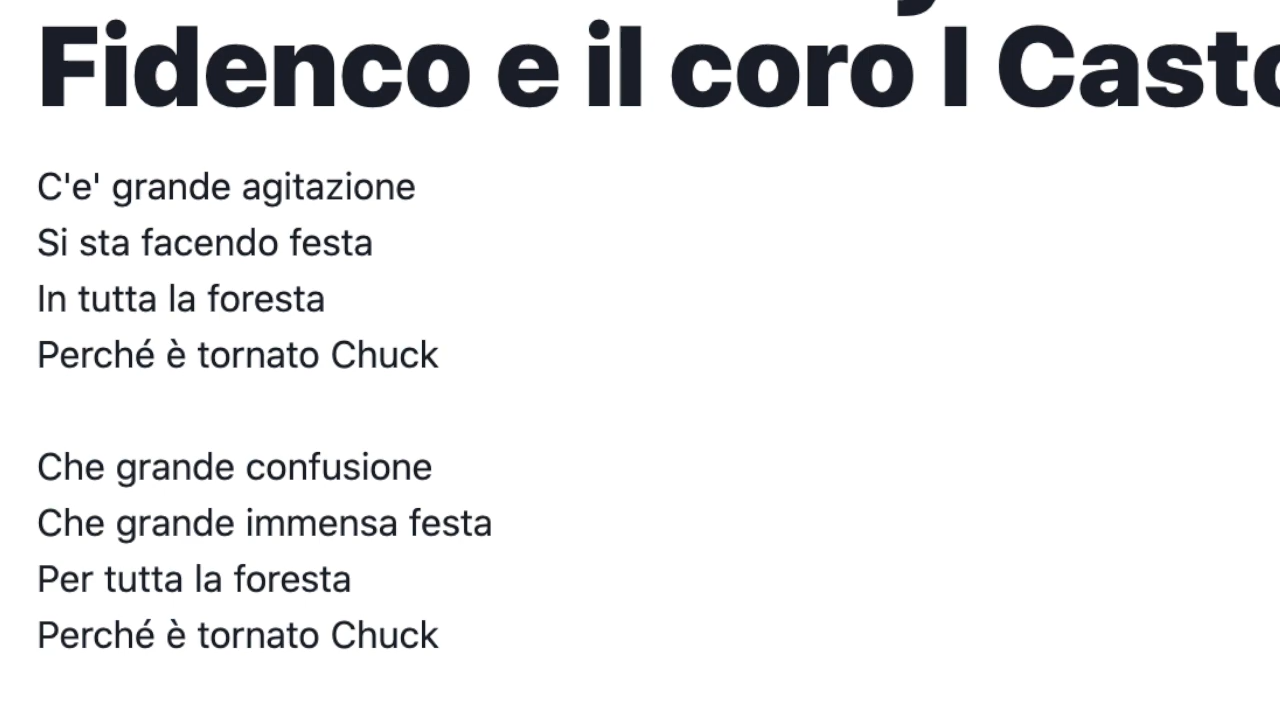 Fidenco e il coro I
C'e' grande agitazione
Si sta facendo festa
In tutta la foresta
Perché è tornato Chuck
Che grande confusione
Che grande immensa festa
Per tutta la foresta
Perché è tornato Chuck